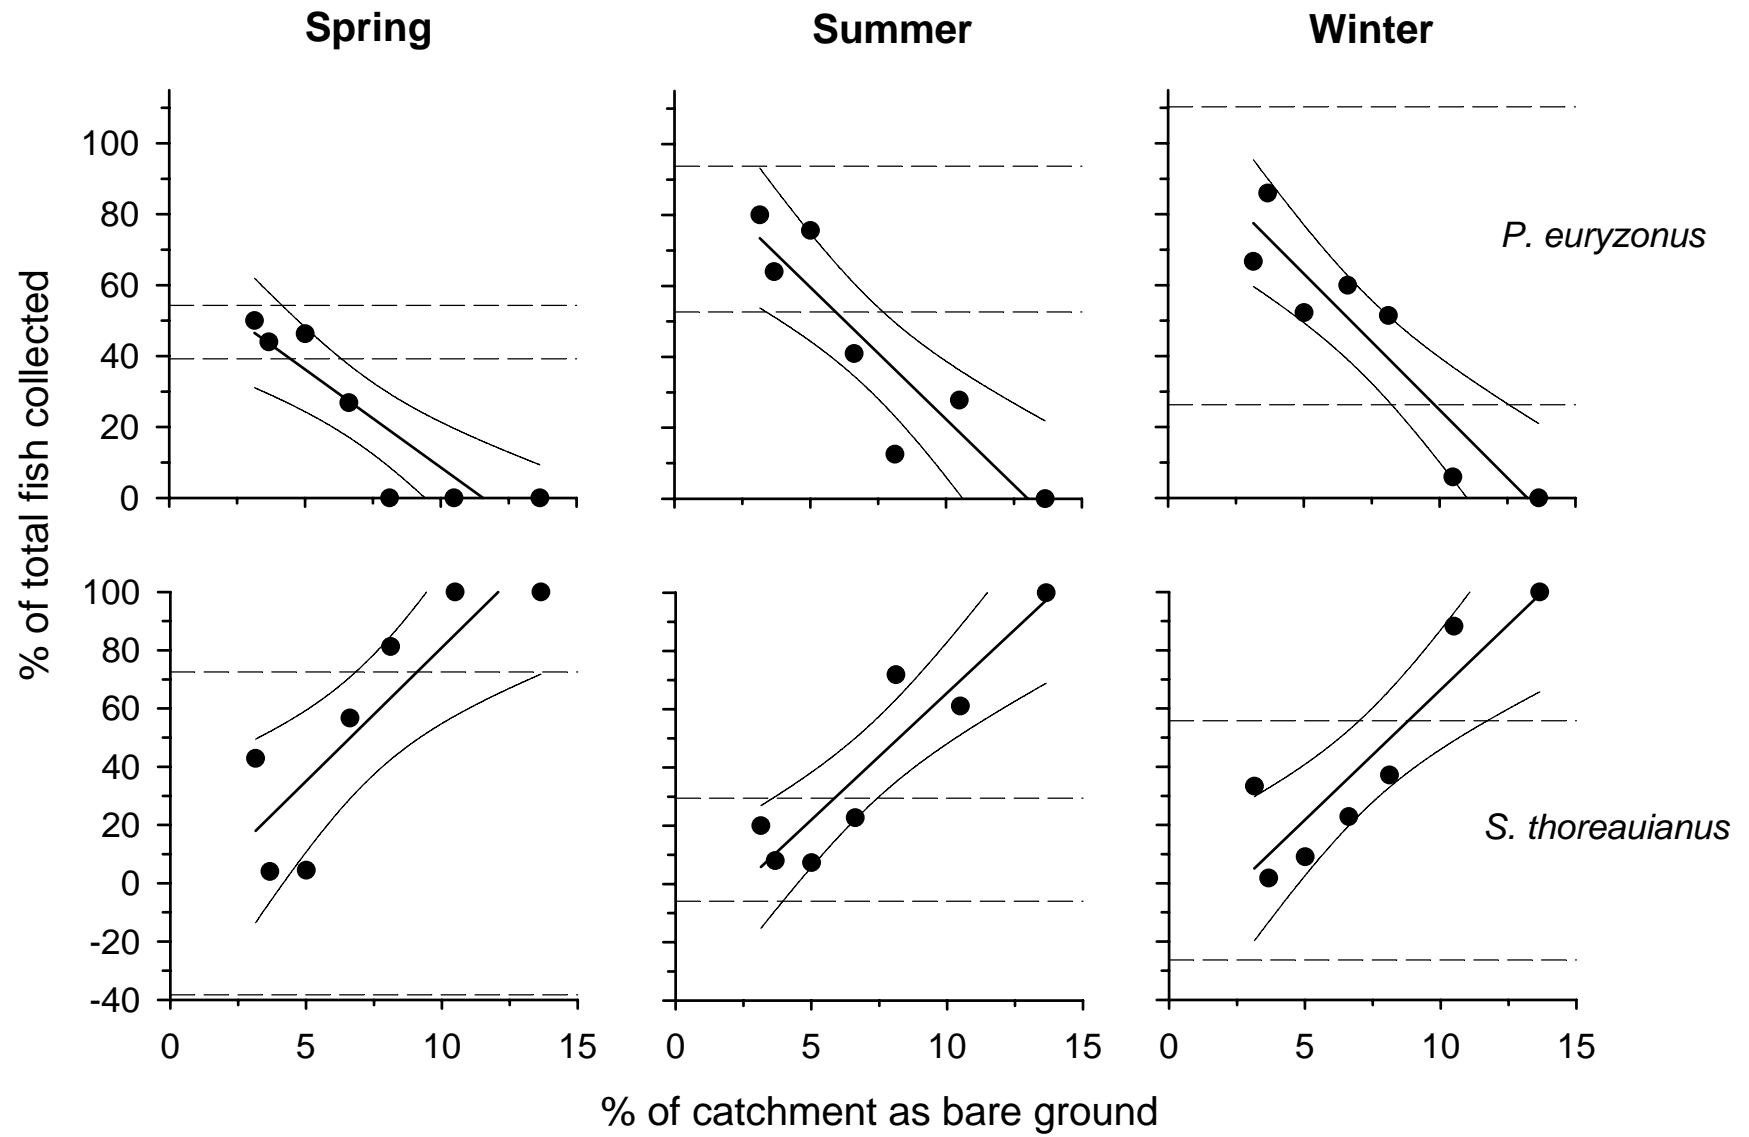 Spring Summer Winter
100
80
60
40
20
0
P. euryzonus
% of total fish collected
100
80
60
40
20
0
-20
-40
S. thoreauianus
0 5 10 15 0 5 10 15 0 5 10 15
% of catchment as bare ground